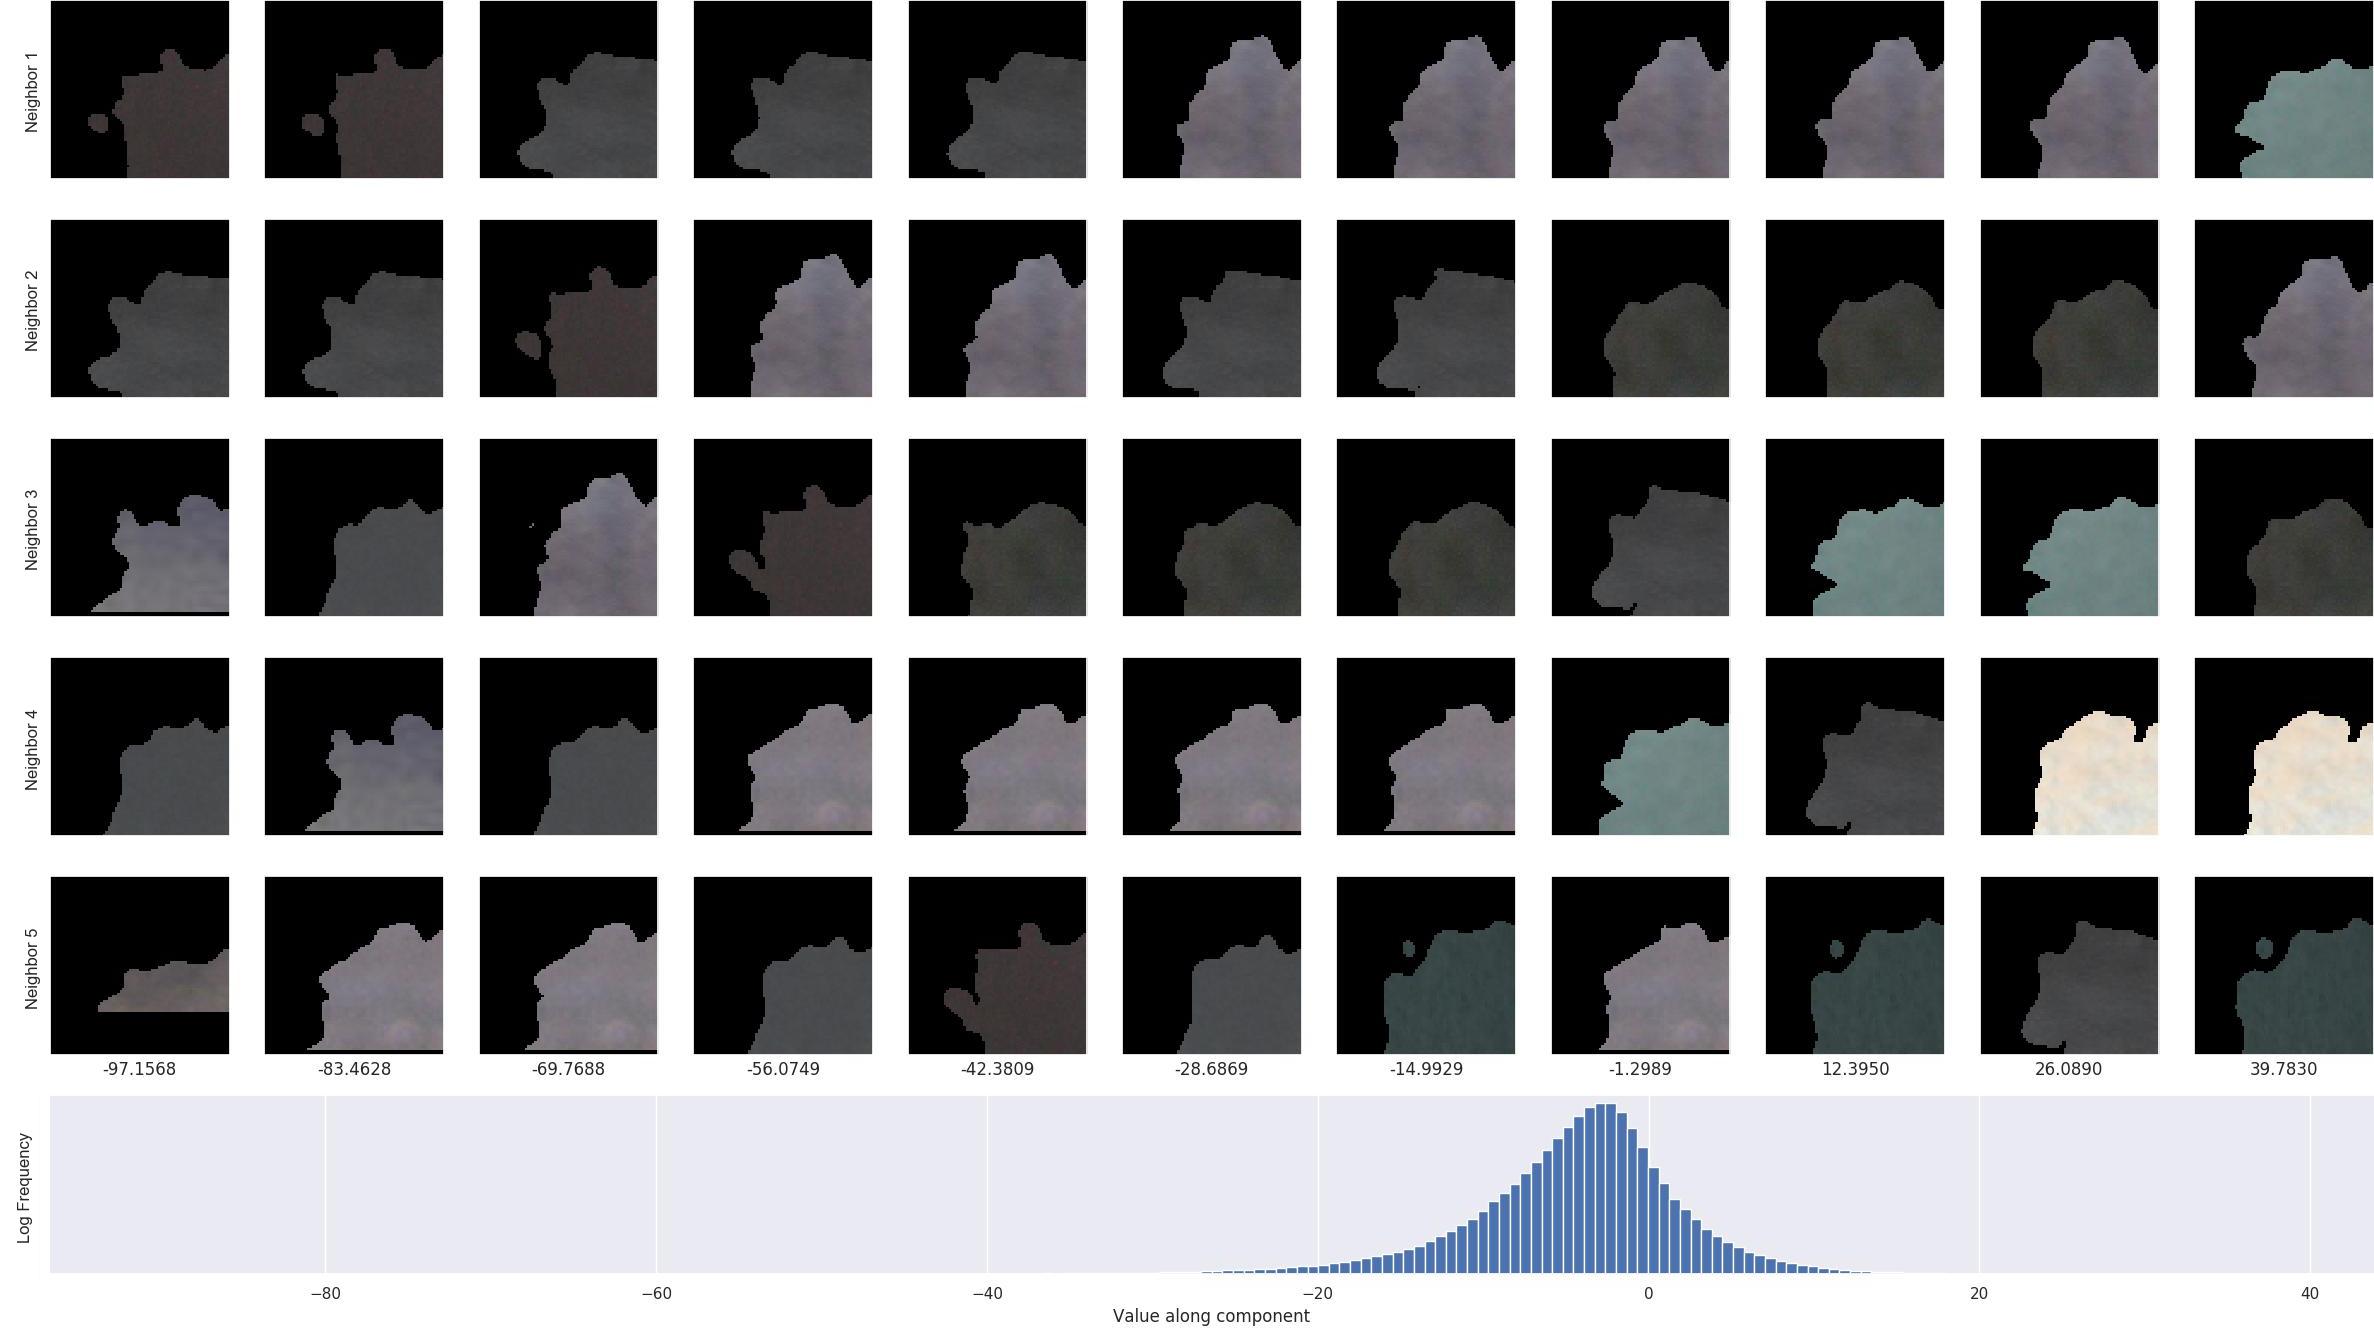 Neighbor 1
Neighbor 2
Neighbor 3
Neighbor 4
Neighbor 5
-97.1568 -83.4628 -69.7688 -56.0749 -42.3809 -28.6869 -14.9929 -1.2989 12.3950 26.0890 39.7830
Log Frequency
−80 −60 −40 −20 0 20 40
Value along component